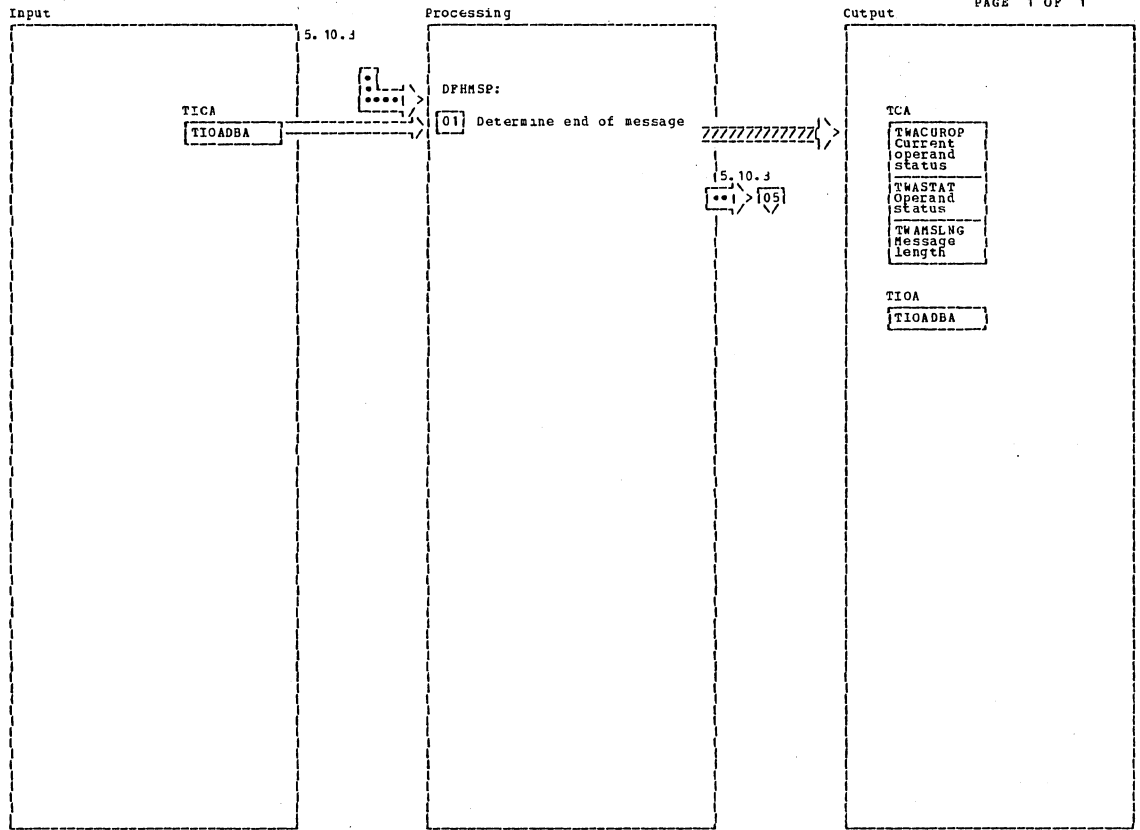 PAGE 1 OF 1
Input
Processing
Output
5.10.3
DFHMSP:
TIOA
TIOADBA
01 Determine end of message
5.10.3
05
TCA
TWACUROP
Current
operand
status
TWASTAT
Operand
status
TWAMSLNG
Message
length
TIOA
TIOADBA